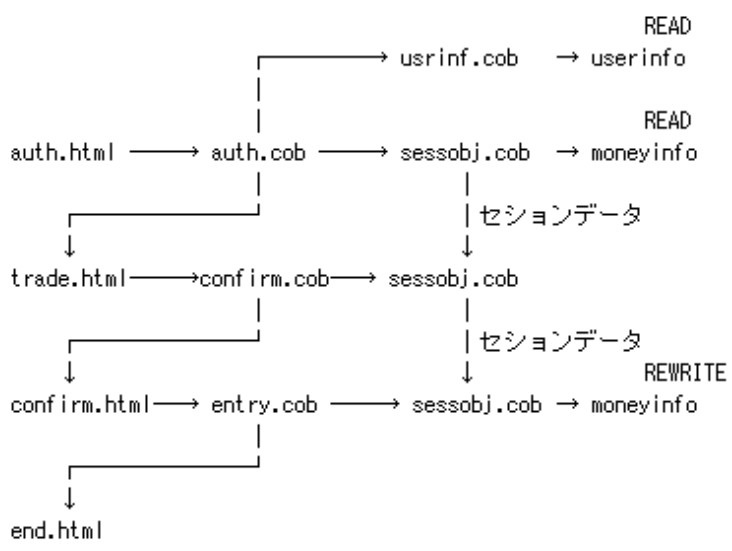 READ
usrinf.cob → userinfo
READ
auth.html → auth.cob → sessobj.cob → moneyinfo
セションデータ
trade.html→confirm.cob→ sessobj.cob
セションデータ
REWRITE
confirm.html→ entry.cob → sessobj.cob → moneyinfo
end.html